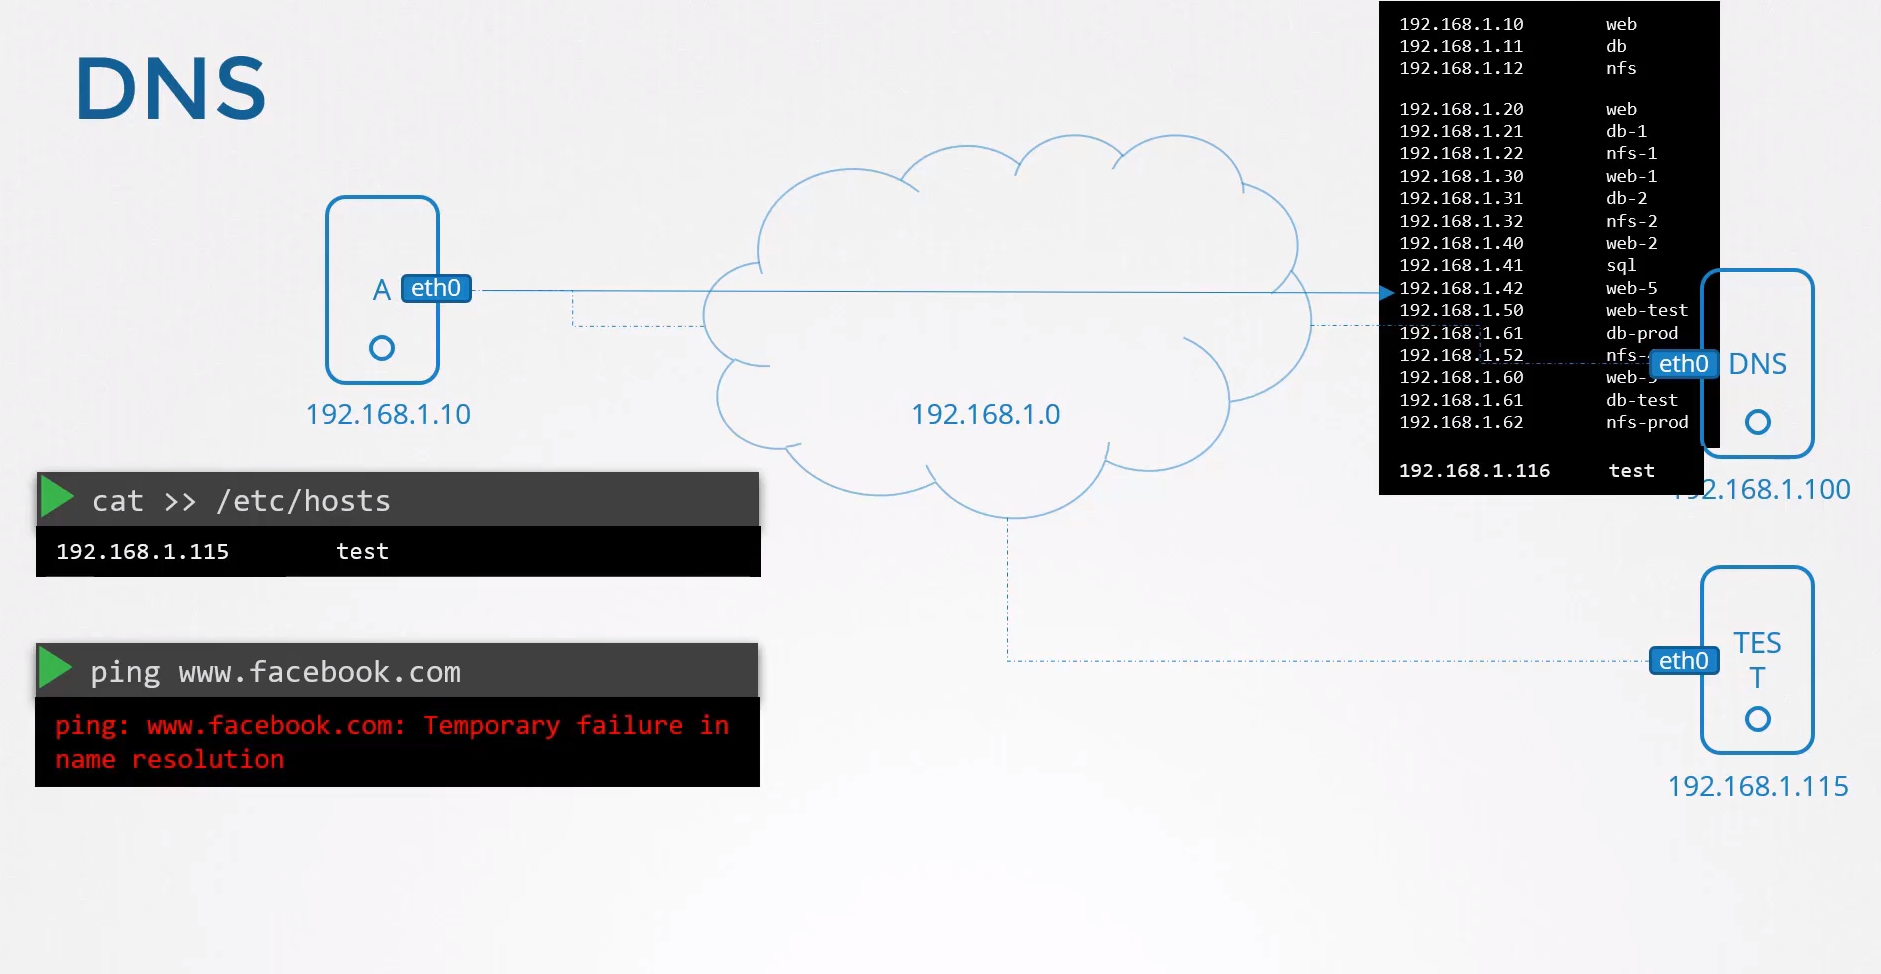 DNS
192.168.1.10 web
192.168.1.11 db
192.168.1.12 nfs
192.168.1.20 web
192.168.1.21 db-1
192.168.1.22 nfs-1
192.168.1.30 web-1
192.168.1.31 db-2
192.168.1.32 nfs-2
192.168.1.40 web-2
192.168.1.41 sql
192.168.1.42 web-5
192.168.1.50 web-test
192.168.1.61 db-prod
192.168.1.52
192.168.1.60
192.168.1.61 db-test
192.168.1.62 nfs-prod
192.168.1.116 test
A eth0
192.168.1.10
192.168.1.0
eth0 DNS
192.168.1.100
cat >> /etc/hosts
192.168.1.115 test
ping www.facebook.com
ping: www.facebook.com: Temporary failure in
name resolution
eth0
TES
T
192.168.1.115